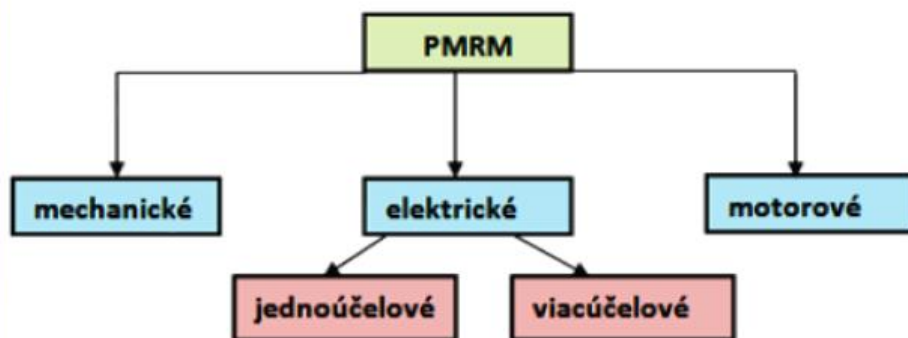 PMRM
mechanické
elektrické
motorové
jednoúčelové
viacúčelové